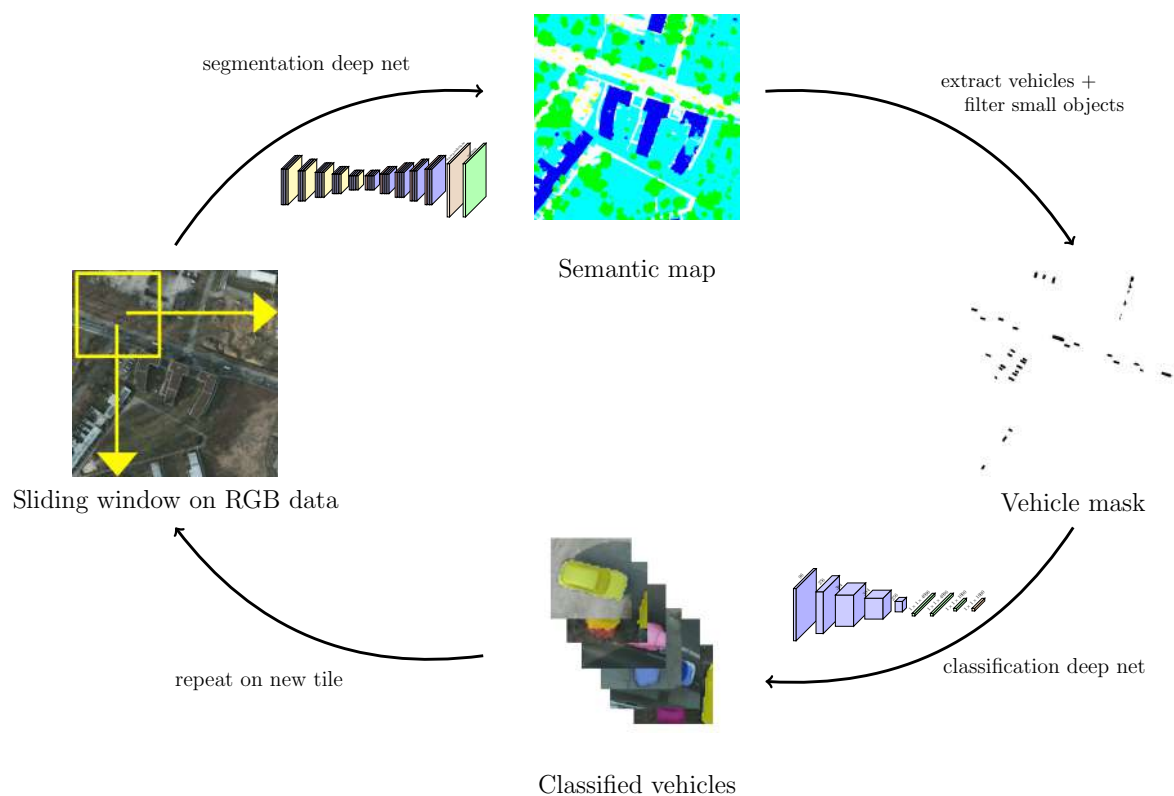 segmentation deep net
extract vehicles +
filter small objects
Semantic map
Sliding window on RGB data
Vehicle mask
classification deep net
repeat on new tile
Classified vehicles